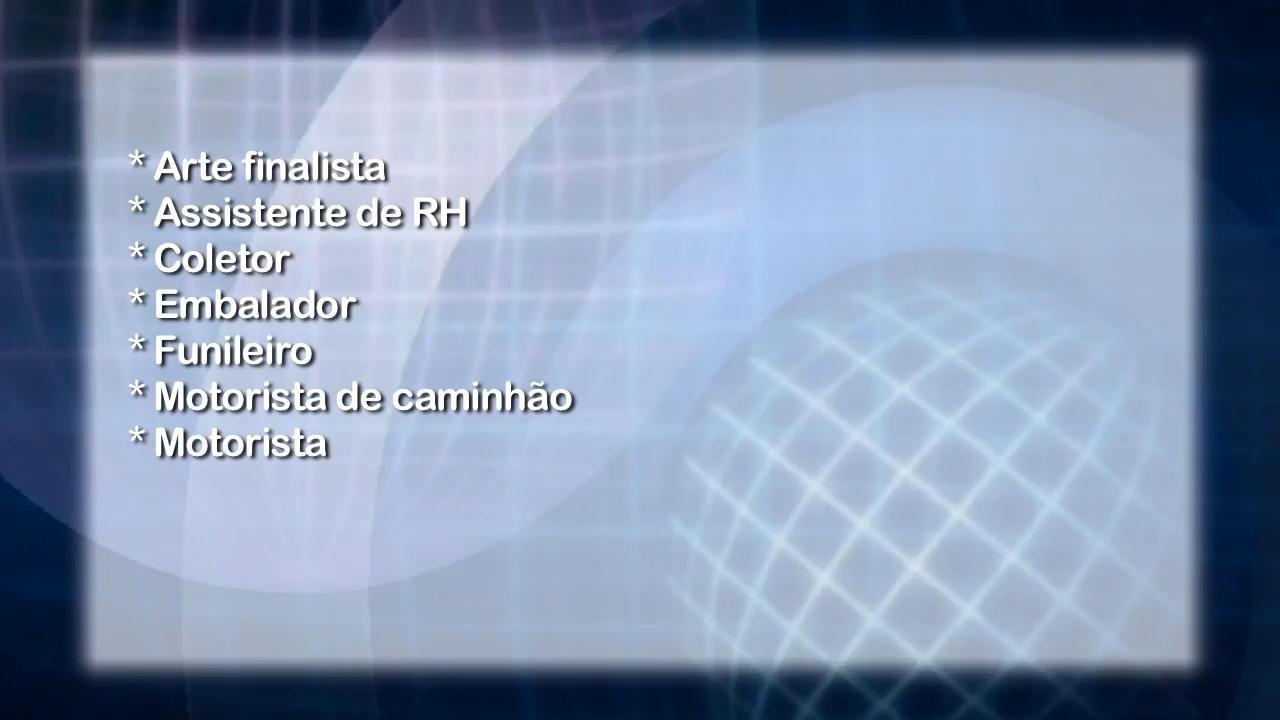 * Arte finalista
* Assistente de RH
* Coletor
* Embalador
* Funileiro
* Motorista de caminhão
* Motorista